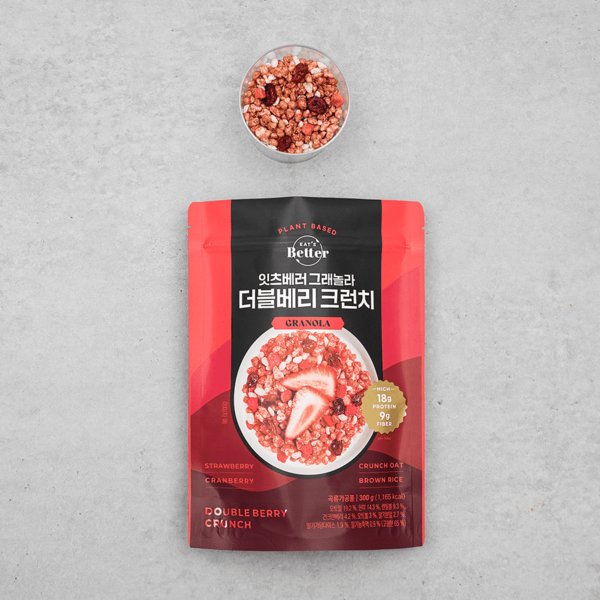 PLANT BASED
EAT'S
Better
잇츠베러 그래놀라
더블베리 크런치
GRANOLA
HIGH
18g
PROTEIN
9g
FIBER
STRAWBERRY
CRANBERRY
CRUNCH OAT
BROWN RICE
곡류가공품 | 300 g (1,165 kcal)
DOUBLE BERRY
CRUNCH